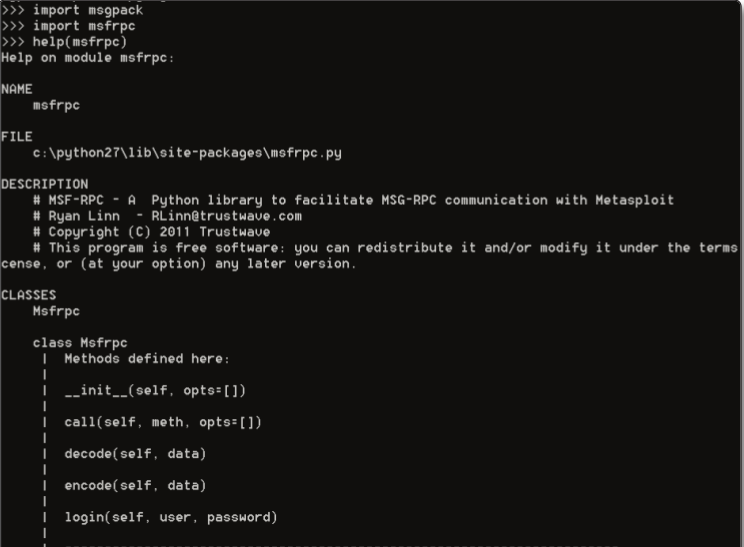 >>> import msgpack
>>> import msfrpc
>>> help(msfrpc)
Help on module msfrpc:
NAME
    msfrpc
FILE
    c:\python27\lib\site-packages\msfrpc.py
DESCRIPTION
    # MSF-RPC - A  Python library to facilitate MSG-RPC communication with Metasploit
    # Ryan Linn  - RLinn@trustwave.com
    # Copyright (C) 2011 Trustwave
    # This program is free software: you can redistribute it and/or modify it under the terms
cense, or (at your option) any later version.
CLASSES
    Msfrpc
    class Msfrpc
     |  Methods defined here:
     |
     |  __init__(self, opts=[])
     |
     |  call(self, meth, opts=[])
     |
     |  decode(self, data)
     |
     |  encode(self, data)
     |
     |  login(self, user, password)
     |